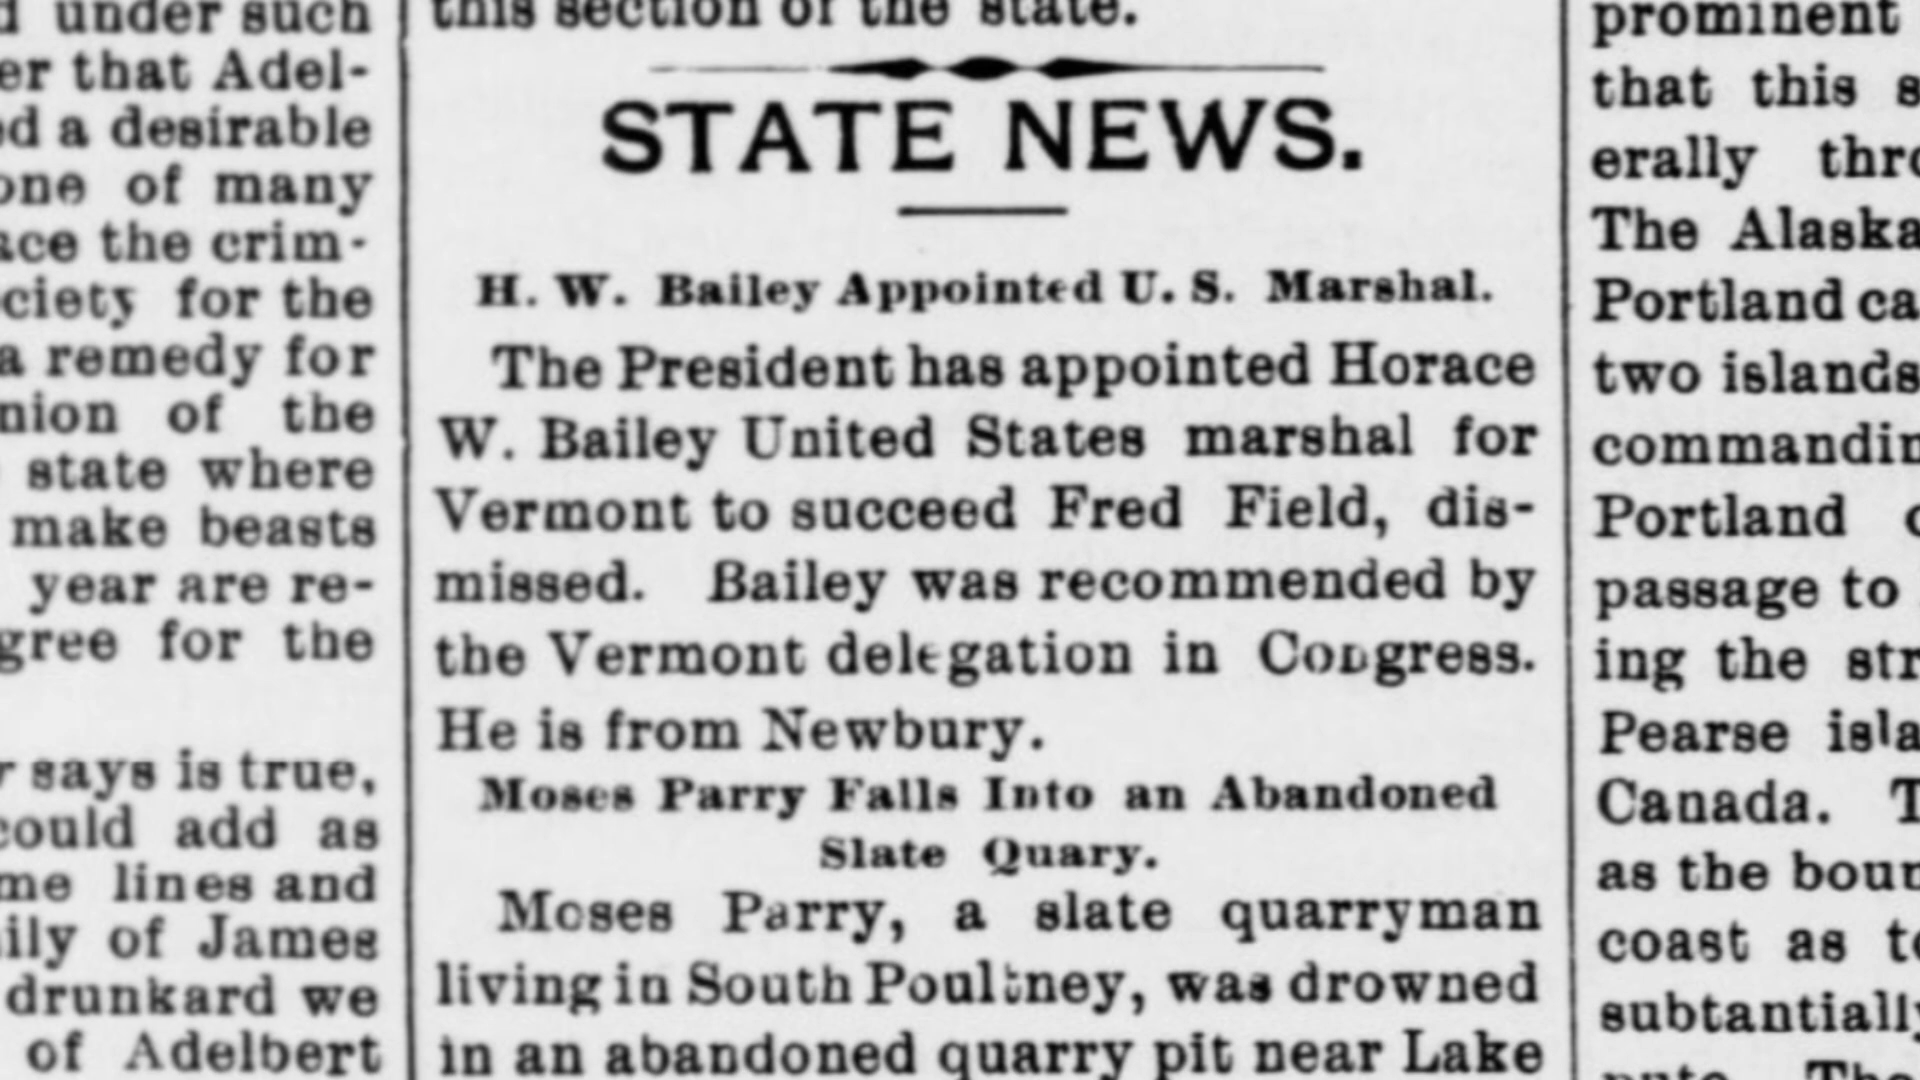 under such
er that Adel-
ed a desirable
one of many
ace the crim-
ciety for the
a remedy for
nion of the
state where
make beasts
year are re-
gree for the
says is true,
could add as
me lines and
ily of James
drunkard we
of Adelbert
this section of the state.
STATE NEWS.
H. W. Bailey Appointed U. S. Marshal.
The President has appointed Horace
W. Bailey United States marshal for
Vermont to succeed Fred Field, dis-
missed. Bailey was recommended by
the Vermont delegation in Congress.
He is from Newbury.
Moses Parry Falls Into an Abandoned
Slate Quary.
Moses Parry, a slate quarryman
living in South Poultney, was drowned
in an abandoned quarry pit near Lake
prominent
that this s
erally thro
The Alaska
Portland ca
two islands
commandin
Portland c
passage to
ing the str
Pearse isla
Canada. T
as the boun
coast as to
substantially
pute. The